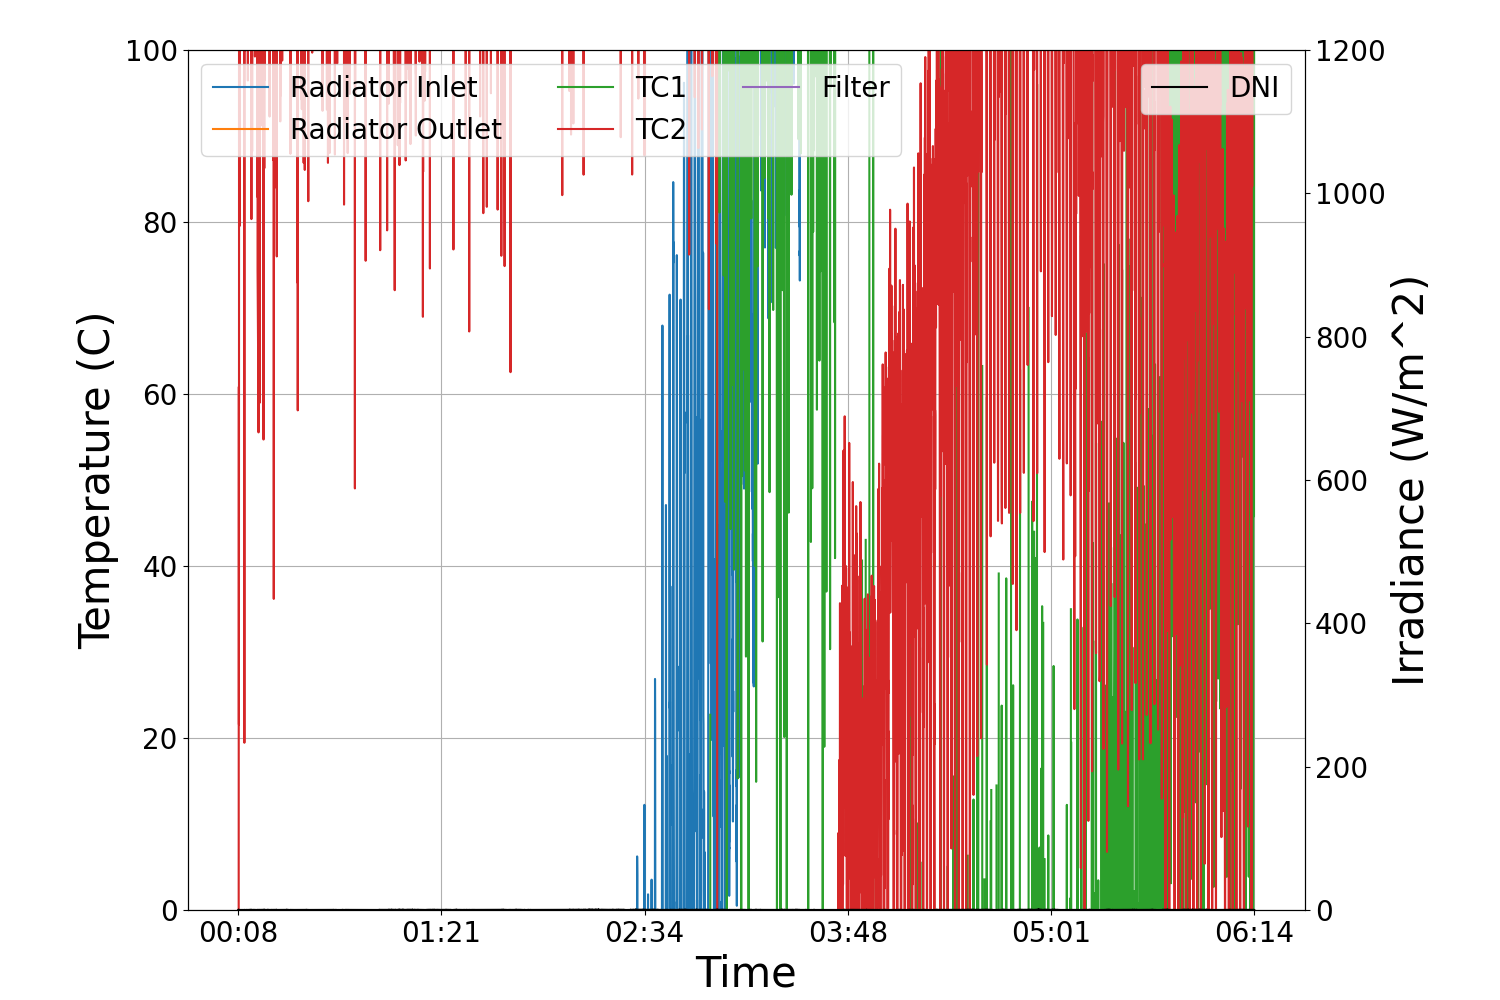 100
80
60
40
20
0
Temperature (C)
Radiator Inlet
Radiator Outlet
TC1
TC2
Filter
DNI
1200
1000
800
600
400
200
0
Irradiance (W/m^2)
00:08 01:21 02:34 03:48 05:01 06:14
Time